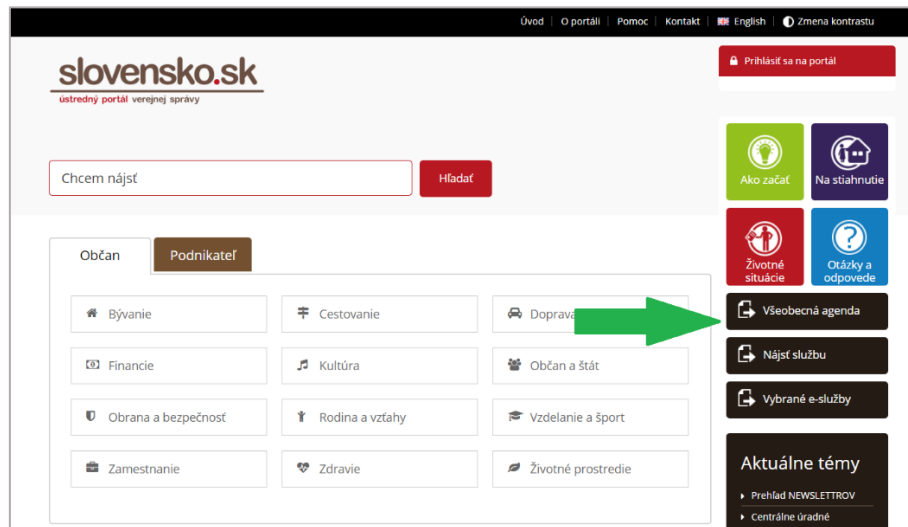 Úvod | O portáli | Pomoc | Kontakt | English | Zmena kontrastu
slovensko.sk
ústredný portál verejnej správy
Prihlásiť sa na portál
Chcem nájsť
Hľadať
Ako začať
Na stiahnutie
Životné
situácie
Otázky a
odpovede
Občan
Podnikateľ
Bývanie
Cestovanie
Doprava
Financie
Kultúra
Občan a štát
Obrana a bezpečnosť
Rodina a vzťahy
Vzdelanie a šport
Zamestnanie
Zdravie
Životné prostredie
Všeobecná agenda
Nájsť službu
Vybrané e-služby
Aktuálne témy
Prehľad NEWSLETTROV
Centrálne úradné